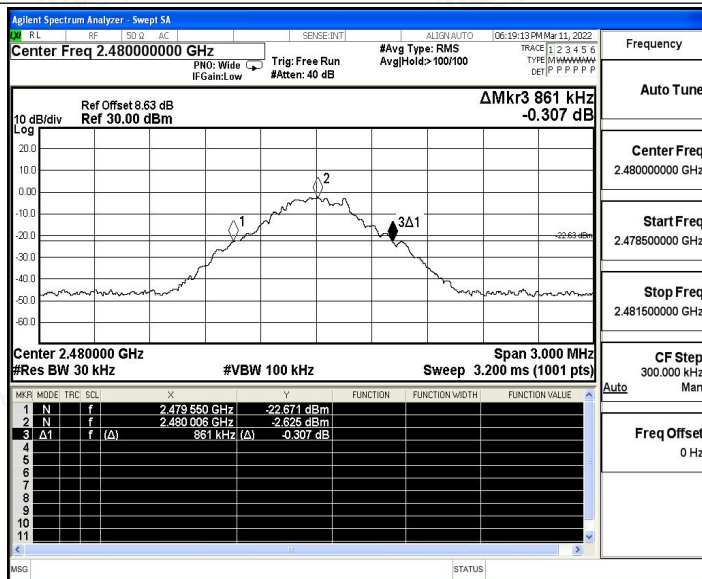 Agilent Spectrum Analyzer - Swept SA
RL RF 50 Ω AC SENSE:INT ALIGN AUTO 06:19:13 PM Mar 11, 2022
Center Freq 2.480000000 GHz
PNO: Wide
IFGain:Low
Trig: Free Run
#Atten: 40 dB
#Avg Type: RMS
Avg|Hold:>100/100
TRACE 1 2 3 4 5 6
TYPE M
DET P P P P P P
ΔMkr3 861 kHz
-0.307 dB
Ref Offset 8.63 dB
10 dB/div Ref 30.00 dBm
Log
20.0
10.0
0.00
-10.0
-20.0
-30.0
-40.0
-50.0
-60.0
1
2
3Δ1
-22.63 dBm
Center 2.480000 GHz Span 3.000 MHz
#Res BW 30 kHz #VBW 100 kHz Sweep 3.200 ms (1001 pts)
MKR MODE TRC SCL X Y FUNCTION FUNCTION WIDTH FUNCTION VALUE
1 N f 2.479 550 GHz -22.671 dBm
2 N f 2.480 006 GHz -2.625 dBm
3 Δ1 f (Δ) 861 kHz (Δ) -0.307 dB
4
5
6
7
8
9
10
11
MSG STATUS
Frequency
Auto Tune
Center Freq
2.480000000 GHz
Start Freq
2.478500000 GHz
Stop Freq
2.481500000 GHz
CF Step
300.000 kHz
Auto Man
Freq Offset
0 Hz